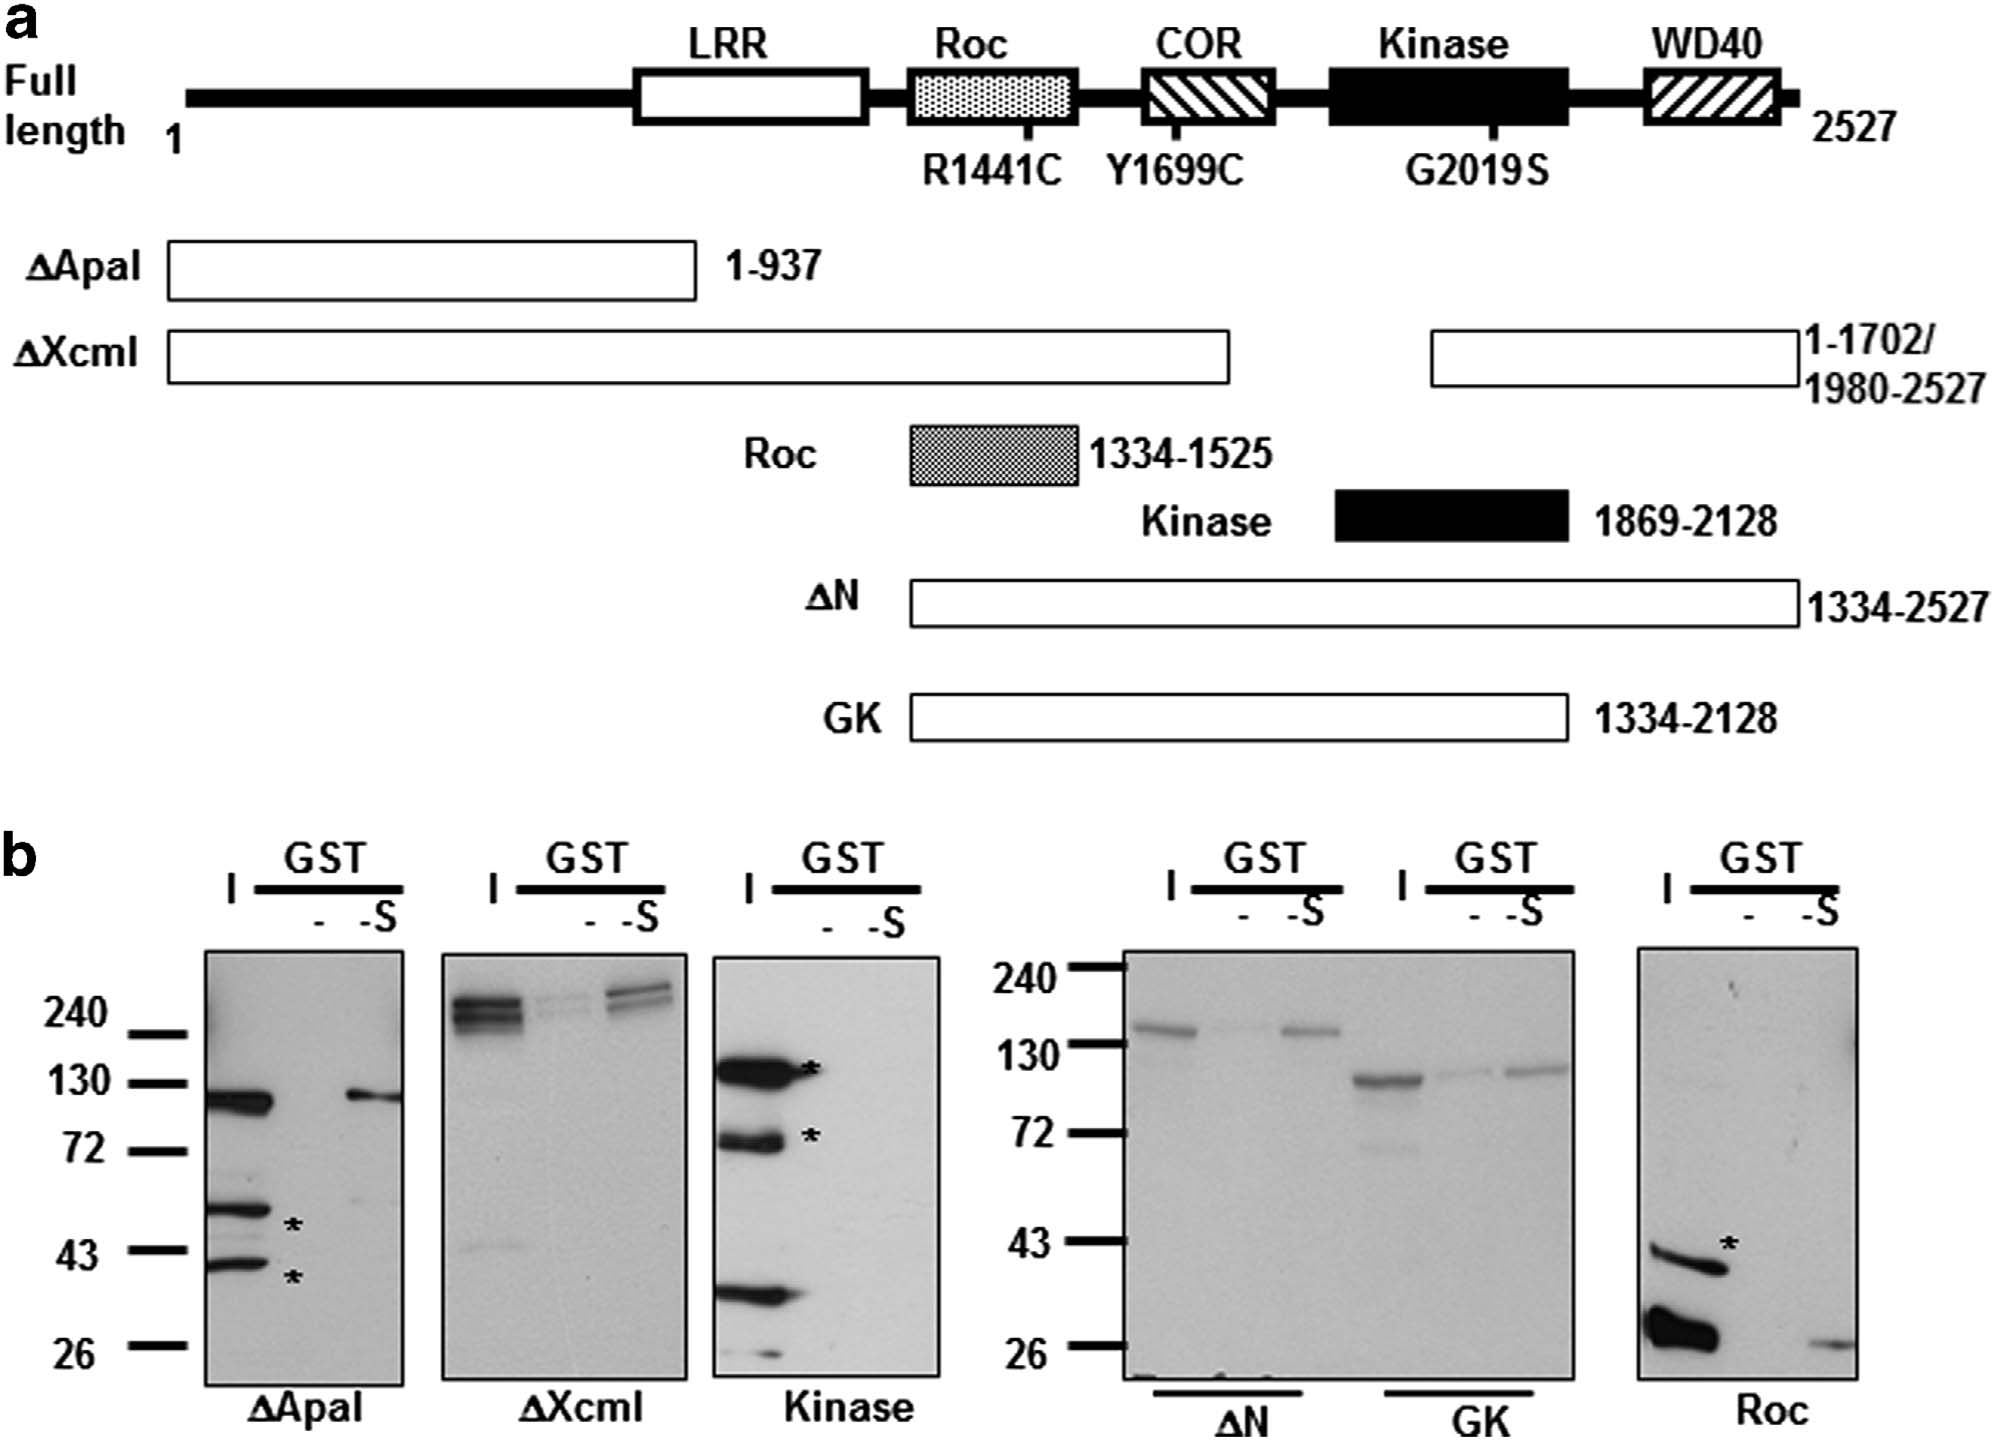 a
LRR Roc COR Kinase WD40
Full length
1 2527
R1441C Y1699C G2019S
ΔApaI 1-937
ΔXcmI 1-1702/
1980-2527
Roc 1334-1525
Kinase 1869-2128
ΔN 1334-2527
GK 1334-2128
b
I GST I GST I GST I GST I GST I GST
- -S - -S - -S - -S - -S - -S
240 240
130 130
72 72
43 43
26 26
* * * * *
ΔApaI ΔXcmI Kinase ΔN GK Roc